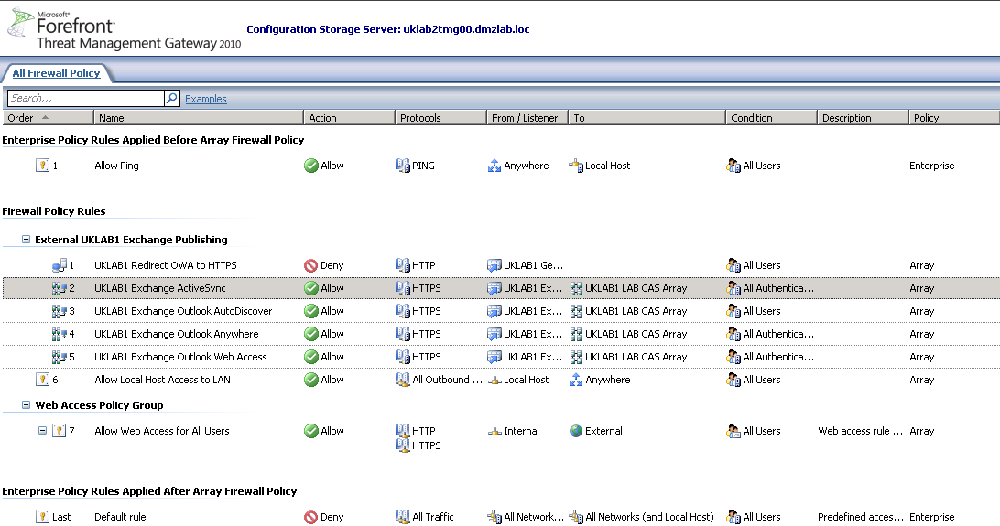 Microsoft®
Forefront™
Threat Management Gateway 2010
Configuration Storage Server: uklab2tmg00.dmzlab.loc
All Firewall Policy
Search... Examples
Order Name Action Protocols From / Listener To Condition Description Policy
Enterprise Policy Rules Applied Before Array Firewall Policy
1 Allow Ping Allow PING Anywhere Local Host All Users Enterprise
Firewall Policy Rules
External UKLAB1 Exchange Publishing
1 UKLAB1 Redirect OWA to HTTPS Deny HTTP UKLAB1 Ge... All Users Array
2 UKLAB1 Exchange ActiveSync Allow HTTPS UKLAB1 Ex... UKLAB1 LAB CAS Array All Authentica... Array
3 UKLAB1 Exchange Outlook AutoDiscover Allow HTTPS UKLAB1 Ex... UKLAB1 LAB CAS Array All Users Array
4 UKLAB1 Exchange Outlook Anywhere Allow HTTPS UKLAB1 Ex... UKLAB1 LAB CAS Array All Authentica... Array
5 UKLAB1 Exchange Outlook Web Access Allow HTTPS UKLAB1 Ex... UKLAB1 LAB CAS Array All Authentica... Array
6 Allow Local Host Access to LAN Allow All Outbound ... Local Host Anywhere All Users Array
Web Access Policy Group
7 Allow Web Access for All Users Allow HTTP Internal External All Users Web access rule ... Array
HTTPS
Enterprise Policy Rules Applied After Array Firewall Policy
Last Default rule Deny All Traffic All Network... All Networks (and Local Host) All Users Predefined acces... Enterprise